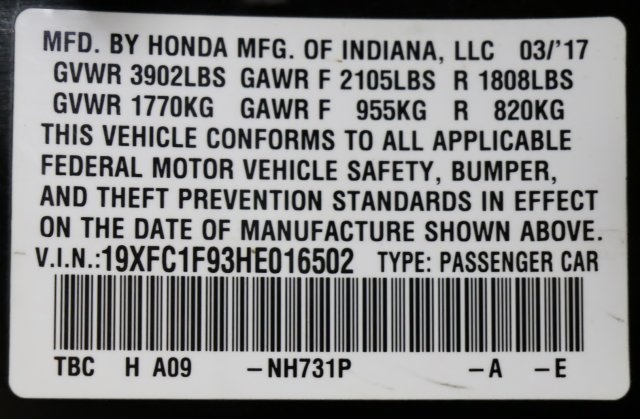 MFD. BY HONDA MFG. OF INDIANA, LLC 03/'17
GVWR 3902LBS GAWR F 2105LBS R 1808LBS
GVWR 1770KG GAWR F 955KG R 820KG
THIS VEHICLE CONFORMS TO ALL APPLICABLE
FEDERAL MOTOR VEHICLE SAFETY, BUMPER,
AND THEFT PREVENTION STANDARDS IN EFFECT
ON THE DATE OF MANUFACTURE SHOWN ABOVE.
V.I.N.:19XFC1F93HE016502 TYPE: PASSENGER CAR
TBC H A09 -NH731P -A -E